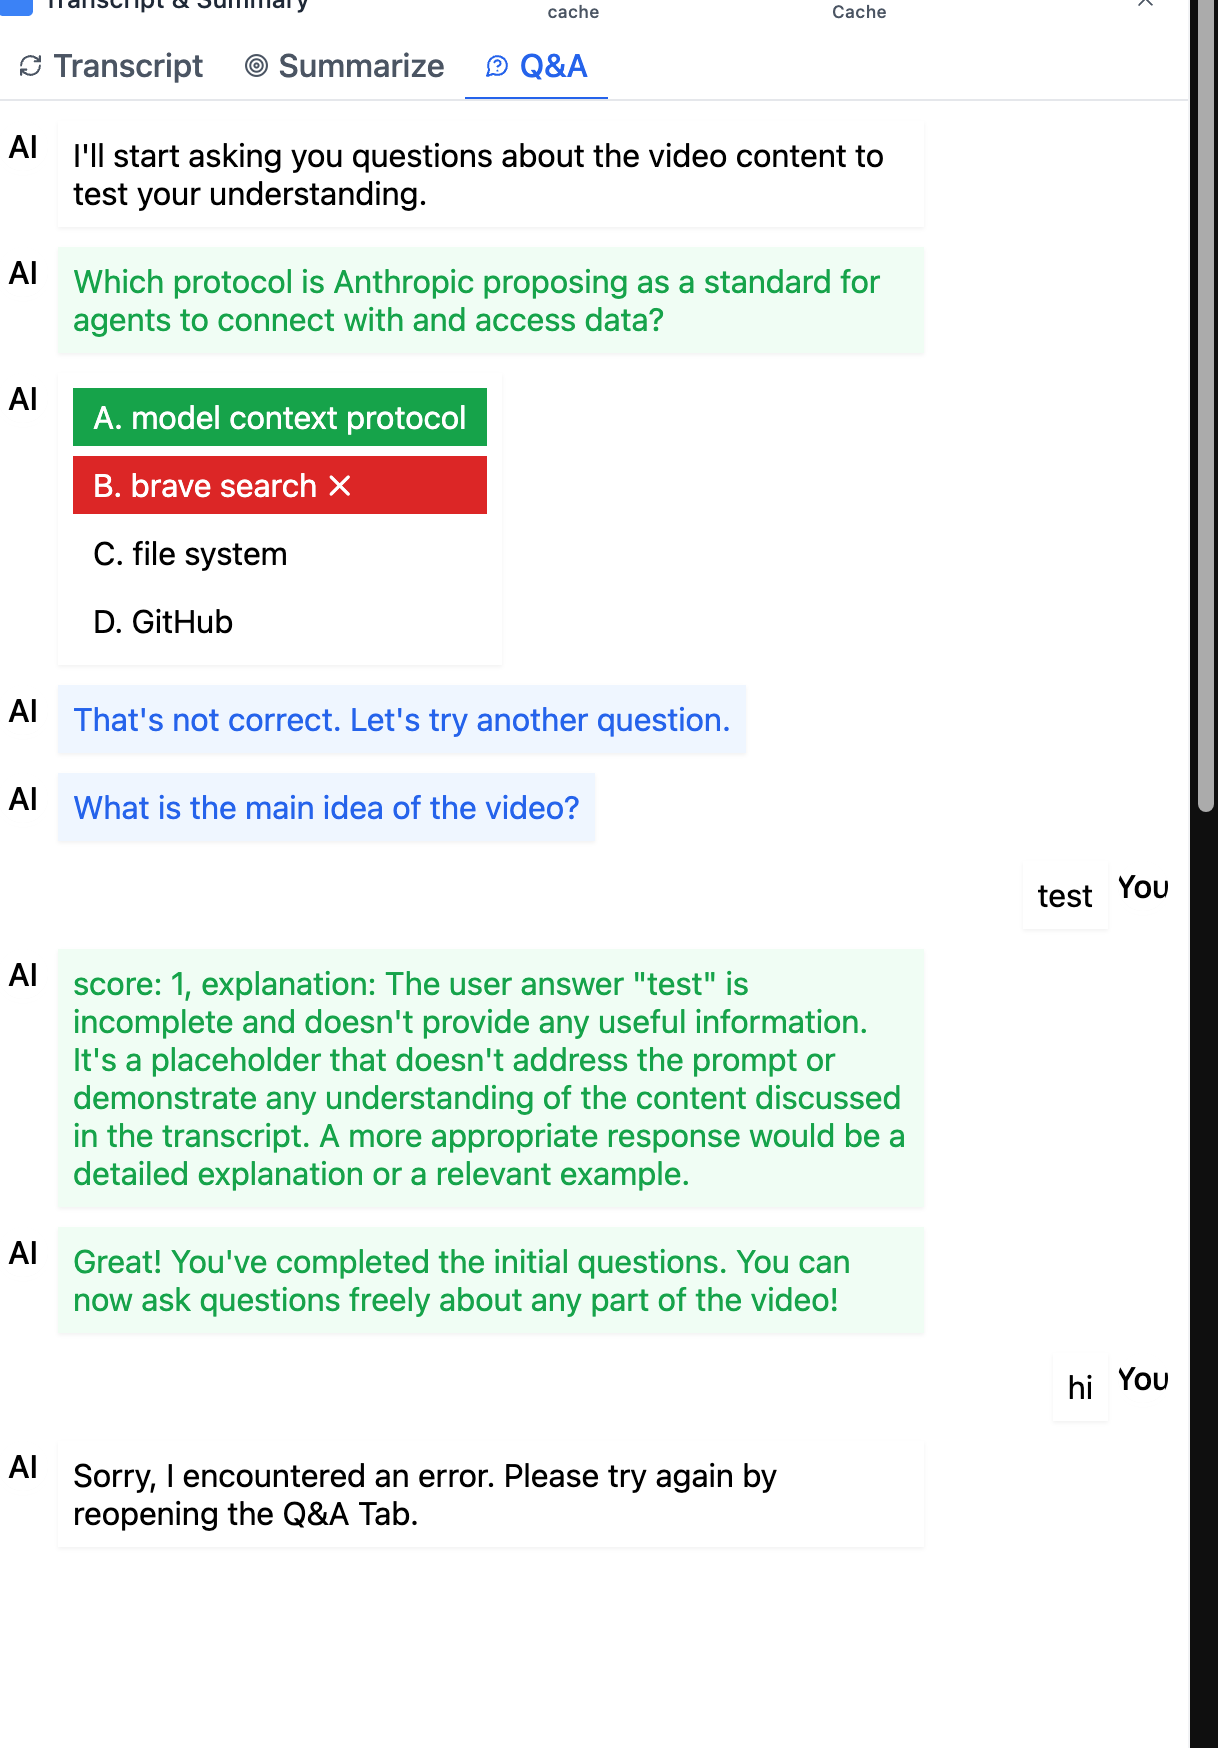 Transcript & Summary
cache
Cache
Transcript
Summarize
Q&A
AI
I'll start asking you questions about the video content to
test your understanding.
AI
Which protocol is Anthropic proposing as a standard for
agents to connect with and access data?
AI
A. model context protocol
B. brave search ×
C. file system
D. GitHub
AI
That's not correct. Let's try another question.
AI
What is the main idea of the video?
test
You
AI
score: 1, explanation: The user answer "test" is
incomplete and doesn't provide any useful information.
It's a placeholder that doesn't address the prompt or
demonstrate any understanding of the content discussed
in the transcript. A more appropriate response would be a
detailed explanation or a relevant example.
AI
Great! You've completed the initial questions. You can
now ask questions freely about any part of the video!
hi
You
AI
Sorry, I encountered an error. Please try again by
reopening the Q&A Tab.